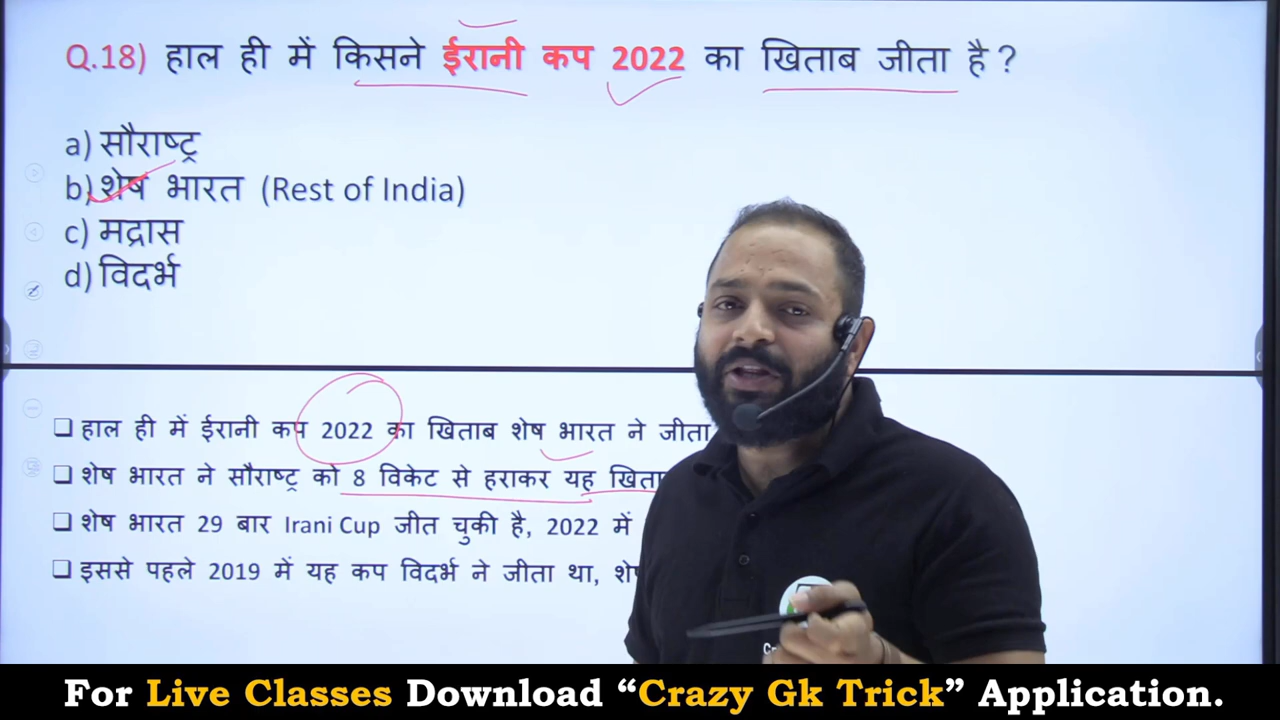 Q.18) हाल ही में किसने ईरानी कप 2022 का खिताब जीता है ?
a) सौराष्ट्र
b) शेष भारत (Rest of India)
c) मद्रास
d) विदर्भ
❑ हाल ही में ईरानी कप 2022 का खिताब शेष भारत ने जीता
❑ शेष भारत ने सौराष्ट्र को 8 विकेट से हराकर यह
❑ शेष भारत 29 बार Irani Cup जीत चुकी है, 2022 में
❑ इससे पहले 2019 में यह कप विदर्भ ने जीता था,
For Live Classes Download “Crazy Gk Trick” Application.